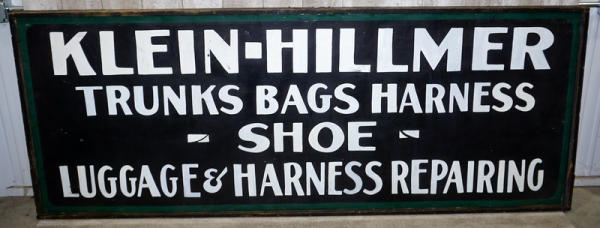 KLEIN-HILLMER
TRUNKS BAGS HARNESS
- SHOE -
LUGGAGE & HARNESS REPAIRING